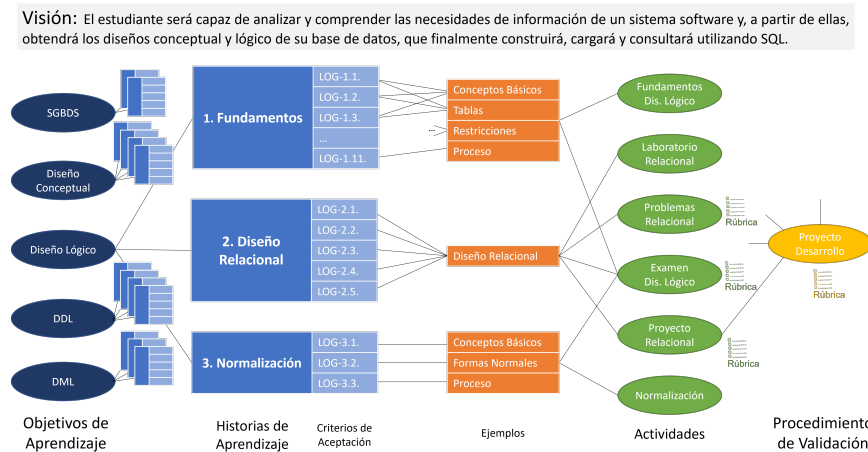 Visión: El estudiante será capaz de analizar y comprender las necesidades de información de un sistema software y, a partir de ellas,
obtendrá los diseños conceptual y lógico de su base de datos, que finalmente construirá, cargará y consultará utilizando SQL.
SGBDS
Diseño
Conceptual
Diseño Lógico
DDL
DML
1. Fundamentos
LOG-1.1.
LOG-1.2.
LOG-1.3.
...
LOG-1.11.
2. Diseño
Relacional
LOG-2.1.
LOG-2.2.
LOG-2.3.
LOG-2.4.
LOG-2.5.
3. Normalización
LOG-3.1.
LOG-3.2.
LOG-3.3.
Conceptos Básicos
Tablas
...
Restricciones
Proceso
Diseño Relacional
Conceptos Básicos
Formas Normales
Proceso
Fundamentos
Dis. Lógico
Laboratorio
Relacional
Problemas
Relacional
Rúbrica
Examen
Dis. Lógico
Rúbrica
Proyecto
Relacional
Rúbrica
Normalización
Proyecto
Desarrollo
Rúbrica
Objetivos de
Aprendizaje
Historias de
Aprendizaje
Criterios de
Aceptación
Ejemplos
Actividades
Procedimiento
de Validación